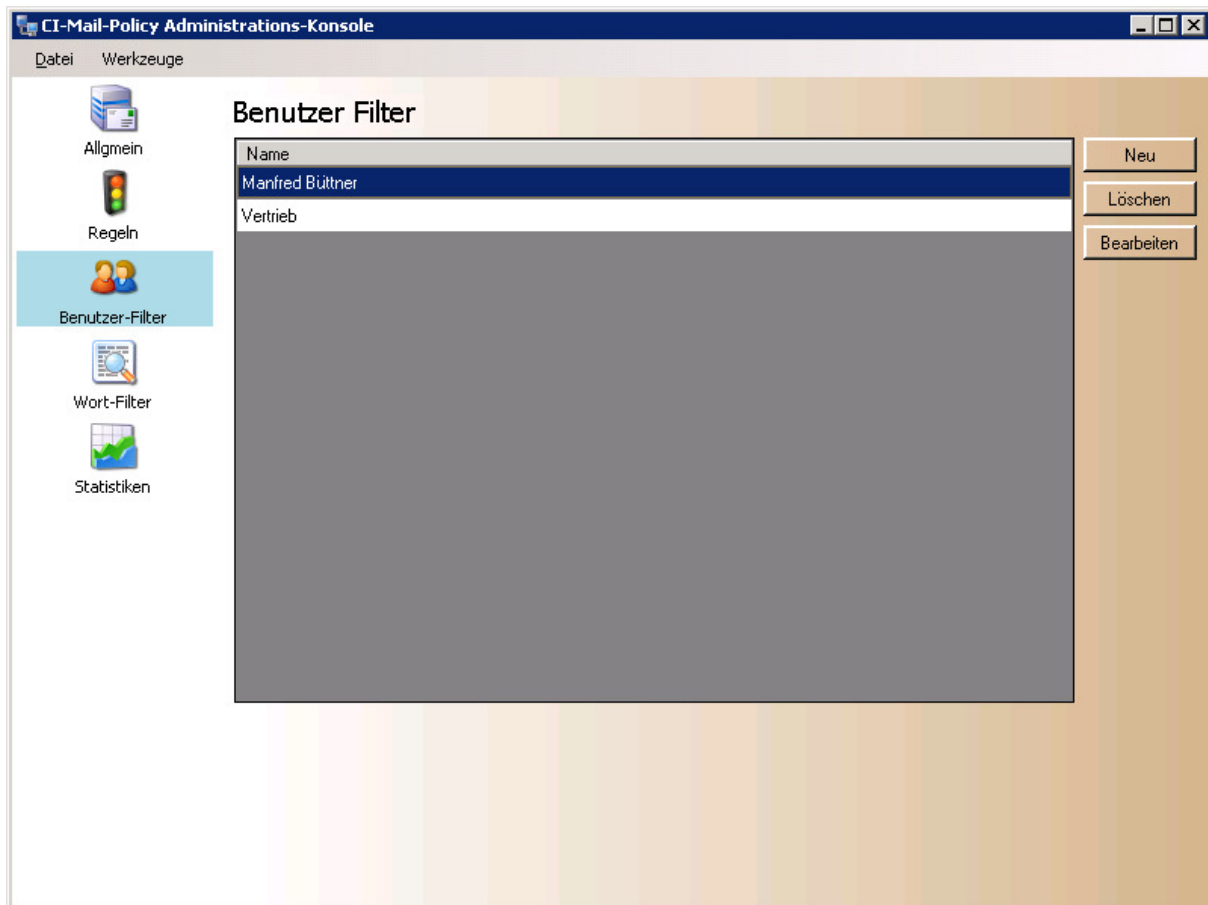 CI-Mail-Policy Administrations-Konsole
Datei Werkzeuge
Allgmein
Regeln
Benutzer-Filter
Wort-Filter
Statistiken
Benutzer Filter
Name
Manfred Büttner
Vertrieb
Neu
Löschen
Bearbeiten